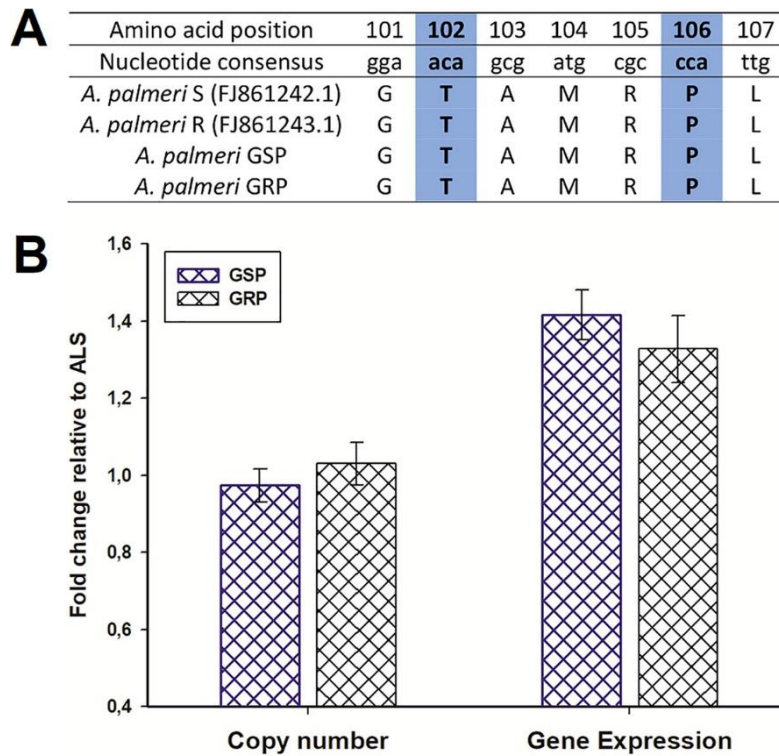 A
Amino acid position 101 102 103 104 105 106 107
Nucleotide consensus gga aca gcg atg cgc cca ttg
A. palmeri S (FJ861242.1) G T A M R P L
A. palmeri R (FJ861243.1) G T A M R P L
A. palmeri GSP G T A M R P L
A. palmeri GRP G T A M R P L
B
1,6
1,4
1,2
1,0
0,8
0,6
0,4
Fold change relative to ALS
GSP
GRP
Copy number Gene Expression